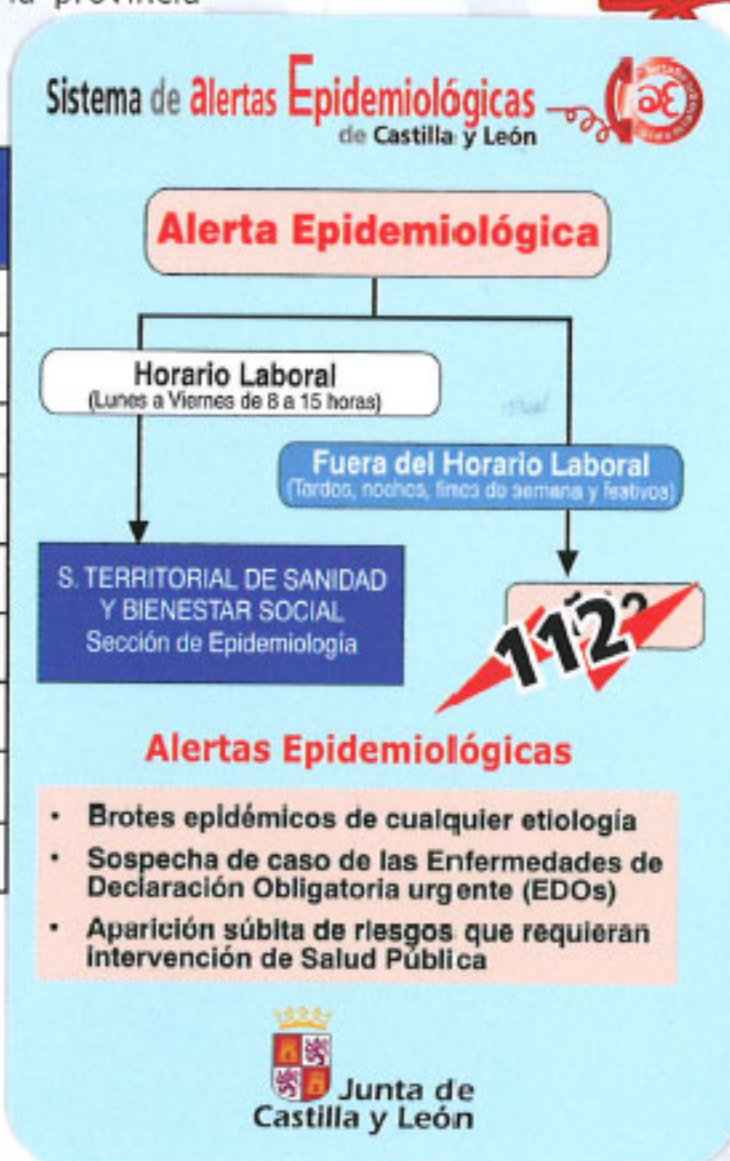 la provincia
Sistema de alertas Epidemiológicas
de Castilla y León
Alerta Epidemiológica
Horario Laboral
(Lunes a Viernes de 8 a 15 horas)
Fuera del Horario Laboral
(Tardes, noches, fines de semana y festivos)
S. TERRITORIAL DE SANIDAD
Y BIENESTAR SOCIAL
Sección de Epidemiología
112
Alertas Epidemiológicas
• Brotes epidémicos de cualquier etiología
• Sospecha de caso de las Enfermedades de
Declaración Obligatoria urgente (EDOs)
• Aparición súbita de riesgos que requieran
intervención de Salud Pública
Junta de
Castilla y León